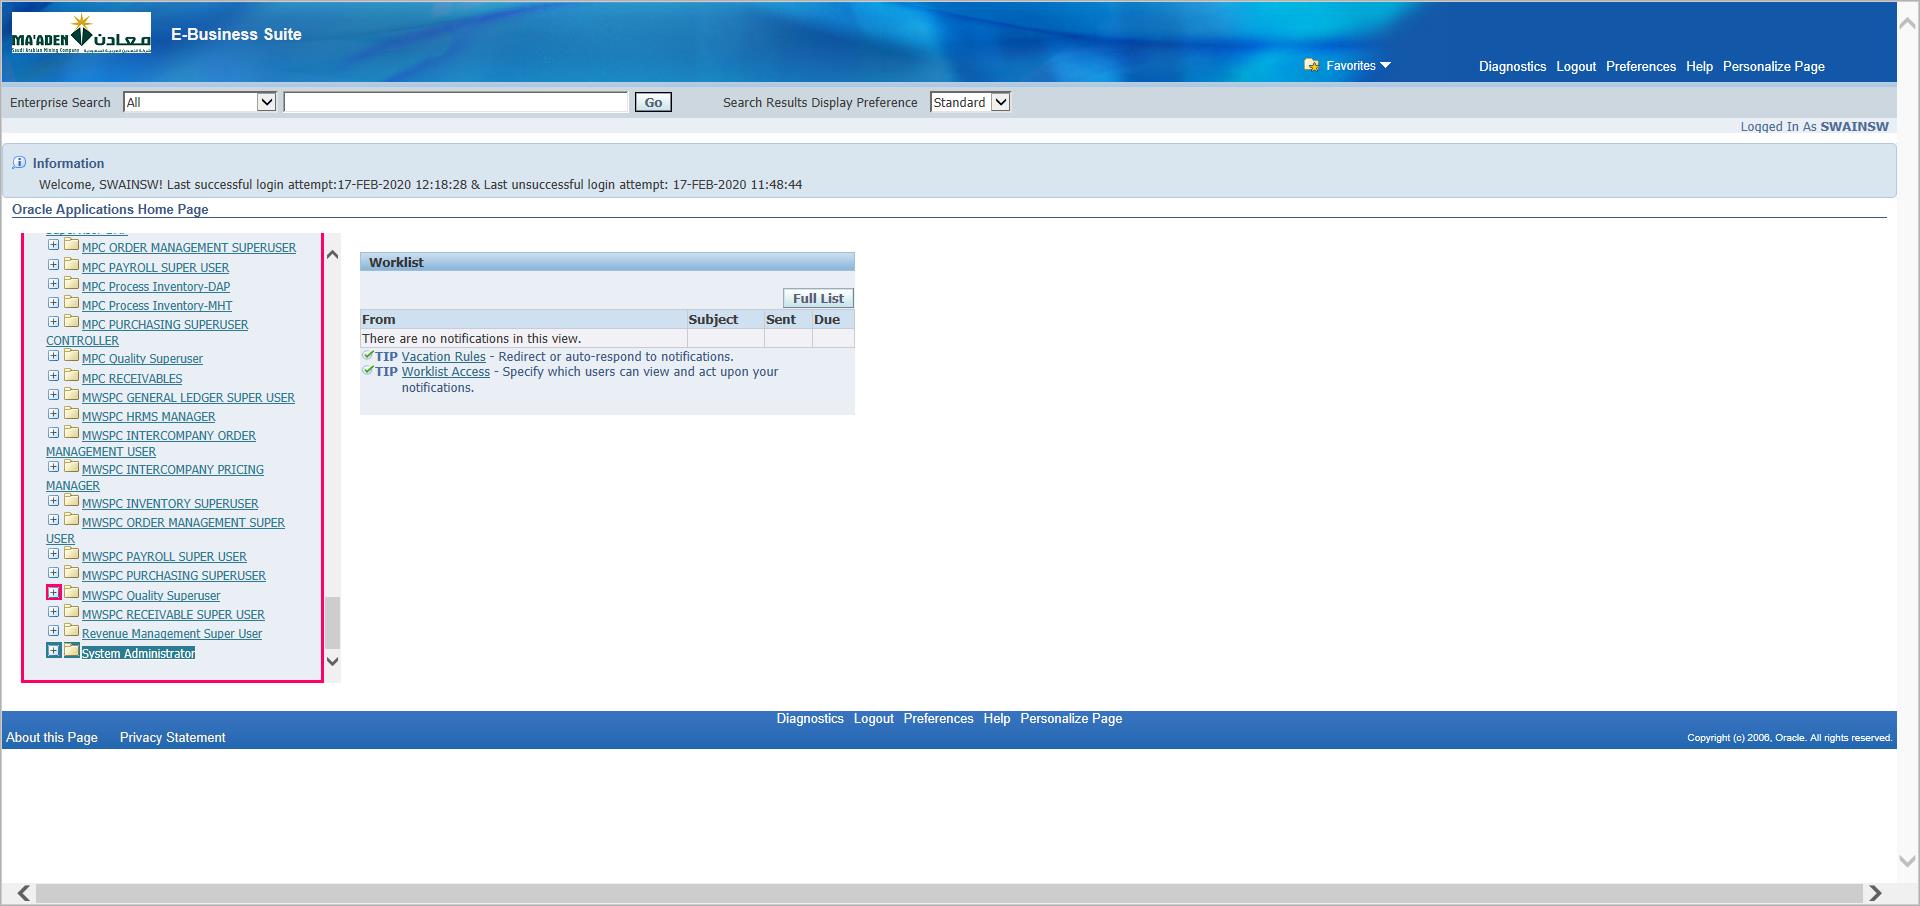 MA'ADEN معادن
Saudi Arabian Mining Company
E-Business Suite
Favorites
Diagnostics Logout Preferences Help Personalize Page
Enterprise Search All Go Search Results Display Preference Standard
Logged In As SWAINSW
Information
Welcome, SWAINSW! Last successful login attempt:17-FEB-2020 12:18:28 & Last unsuccessful login attempt: 17-FEB-2020 11:48:44
Oracle Applications Home Page
MPC ORDER MANAGEMENT SUPERUSER
MPC PAYROLL SUPER USER
MPC Process Inventory-DAP
MPC Process Inventory-MHT
MPC PURCHASING SUPERUSER
CONTROLLER
MPC Quality Superuser
MPC RECEIVABLES
MWSPC GENERAL LEDGER SUPER USER
MWSPC HRMS MANAGER
MWSPC INTERCOMPANY ORDER
MANAGEMENT USER
MWSPC INTERCOMPANY PRICING
MANAGER
MWSPC INVENTORY SUPERUSER
MWSPC ORDER MANAGEMENT SUPER
USER
MWSPC PAYROLL SUPER USER
MWSPC PURCHASING SUPERUSER
MWSPC Quality Superuser
MWSPC RECEIVABLE SUPER USER
Revenue Management Super User
System Administrator
Worklist
Full List
From Subject Sent Due
There are no notifications in this view.
TIP Vacation Rules - Redirect or auto-respond to notifications.
TIP Worklist Access - Specify which users can view and act upon your
notifications.
Diagnostics Logout Preferences Help Personalize Page
About this Page Privacy Statement
Copyright (c) 2006, Oracle. All rights reserved.